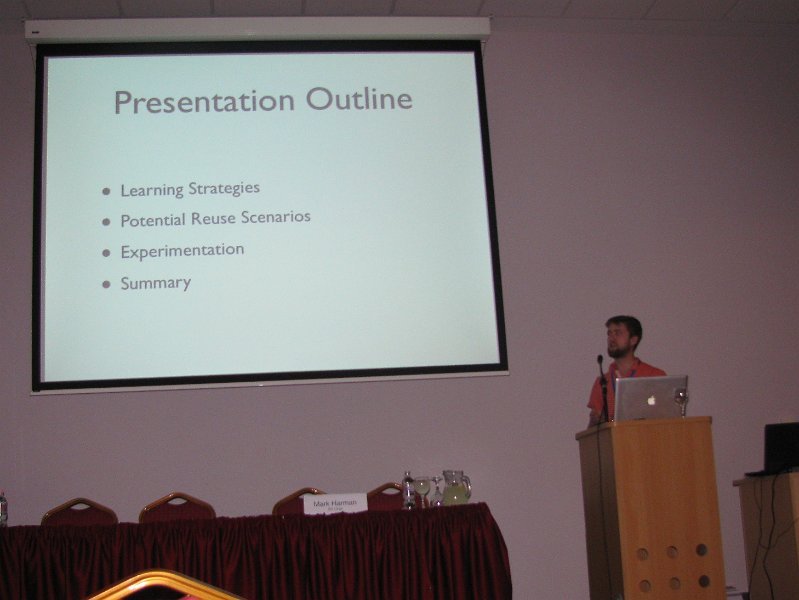 Presentation Outline
• Learning Strategies
• Potential Reuse Scenarios
• Experimentation
• Summary
Mark Harman